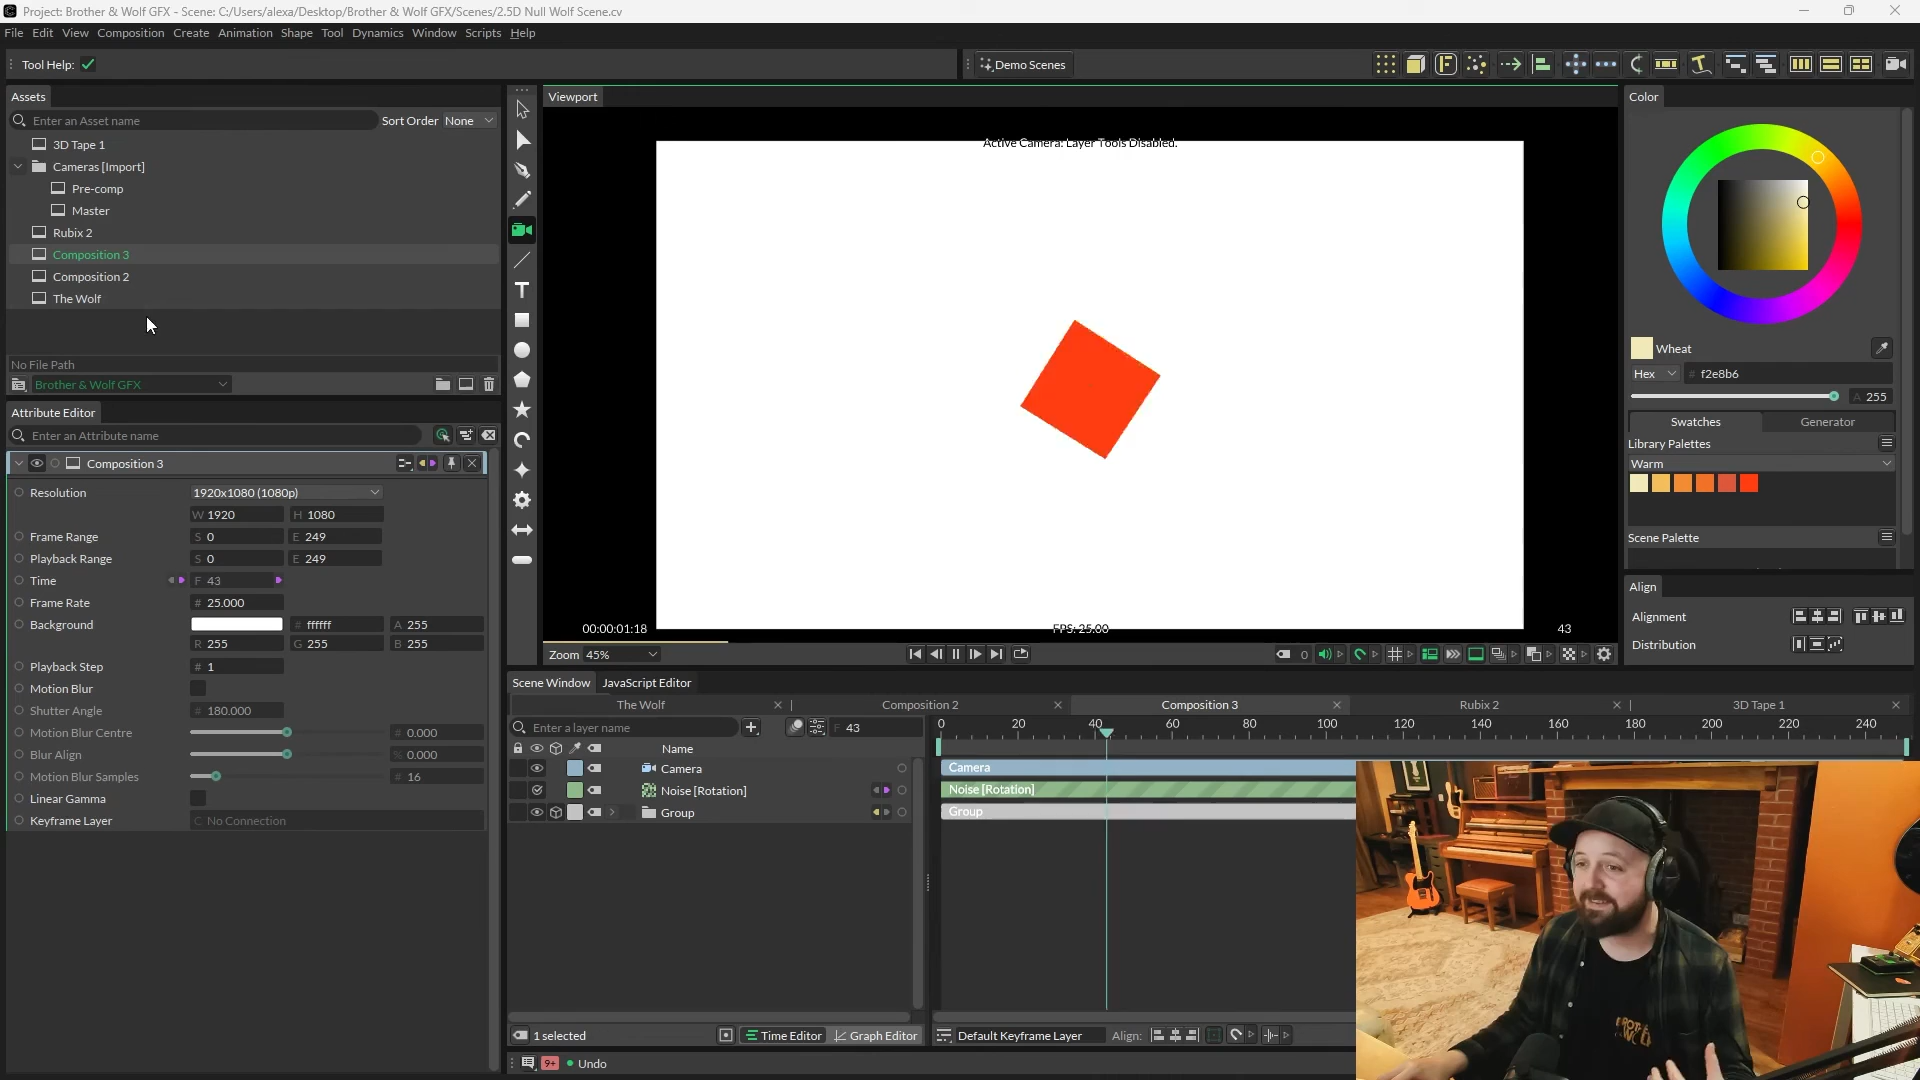 Project: Brother & Wolf GFX - Scene: C:/Users/alexa/Desktop/Brother & Wolf GFX/Scenes/2.5D Null Wolf Scene.cv
File Edit View Composition Create Animation Shape Tool Dynamics Window Scripts Help
Tool Help:
Demo Scenes
Assets
Viewport
Color
Enter an Asset name
Sort Order None
3D Tape 1
Cameras [Import]
Pre-comp
Master
Rubix 2
Composition 3
Composition 2
The Wolf
Active Camera: Layer Tools Disabled.
No File Path
Brother & Wolf GFX
Wheat
Hex # f2e8b6
A 255
Swatches Generator
Library Palettes
Warm
Scene Palette
Align
Alignment
Distribution
Attribute Editor
Enter an Attribute name
Composition 3
Resolution 1920x1080 (1080p)
W 1920 H 1080
Frame Range S 0 E 249
Playback Range S 0 E 249
Time F 43
Frame Rate # 25.000
Background # ffffff A 255
R 255 G 255 B 255
Playback Step # 1
Motion Blur
Shutter Angle # 180.000
Motion Blur Centre # 0.000
Blur Align % 0.000
Motion Blur Samples # 16
Linear Gamma
Keyframe Layer C No Connection
00:00:01:18 FPS: 25.00 43
Zoom 45%
0
Scene Window JavaScript Editor
The Wolf Composition 2 Composition 3 Rubix 2 3D Tape 1
Enter a layer name
F 43
0 20 40 60 80 100 120 140 160 180 200 220 240
Name
Camera
Noise [Rotation]
Group
Camera
Noise [Rotation]
Group
1 selected
Time Editor Graph Editor
Default Keyframe Layer Align:
9+ Undo